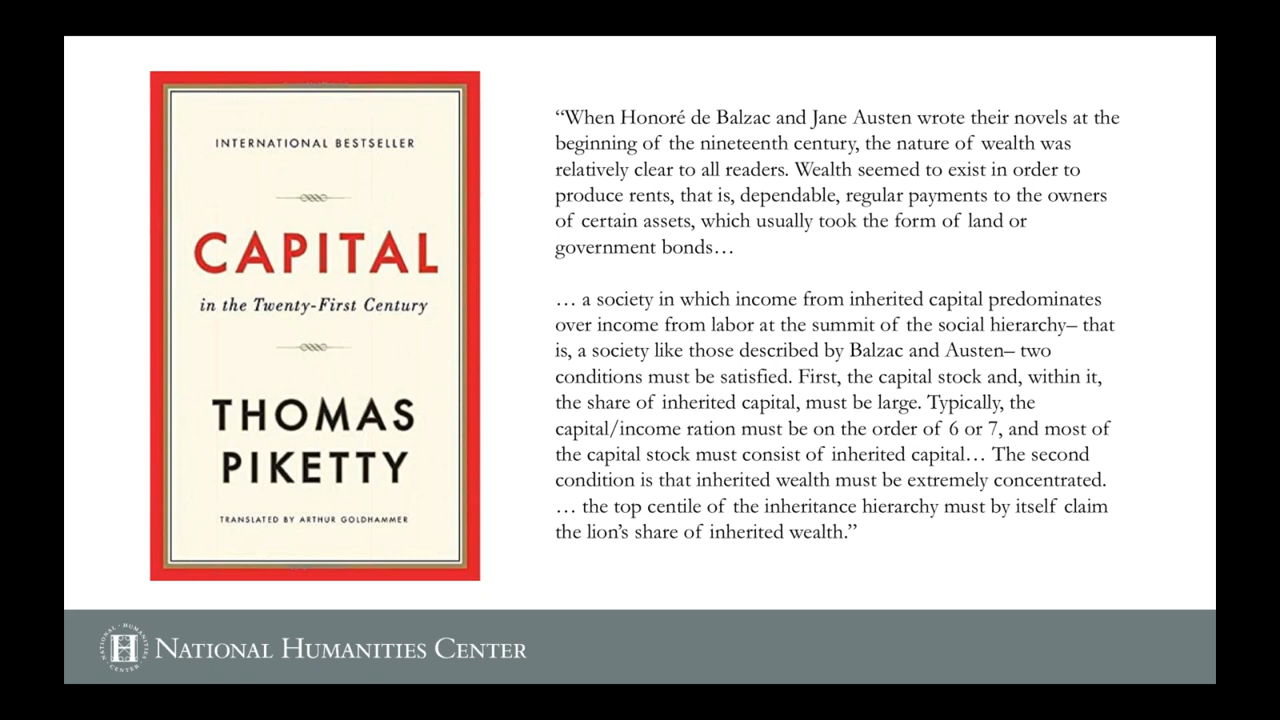 INTERNATIONAL BESTSELLER
CAPITAL
in the Twenty-First Century
THOMAS
PIKETTY
TRANSLATED BY ARTHUR GOLDHAMMER
“When Honoré de Balzac and Jane Austen wrote their novels at the
beginning of the nineteenth century, the nature of wealth was
relatively clear to all readers. Wealth seemed to exist in order to
produce rents, that is, dependable, regular payments to the owners
of certain assets, which usually took the form of land or
government bonds…
… a society in which income from inherited capital predominates
over income from labor at the summit of the social hierarchy– that
is, a society like those described by Balzac and Austen– two
conditions must be satisfied. First, the capital stock and, within it,
the share of inherited capital, must be large. Typically, the
capital/income ration must be on the order of 6 or 7, and most of
the capital stock must consist of inherited capital… The second
condition is that inherited wealth must be extremely concentrated.
… the top centile of the inheritance hierarchy must by itself claim
the lion’s share of inherited wealth.”
NATIONAL HUMANITIES CENTER
H NATIONAL HUMANITIES CENTER